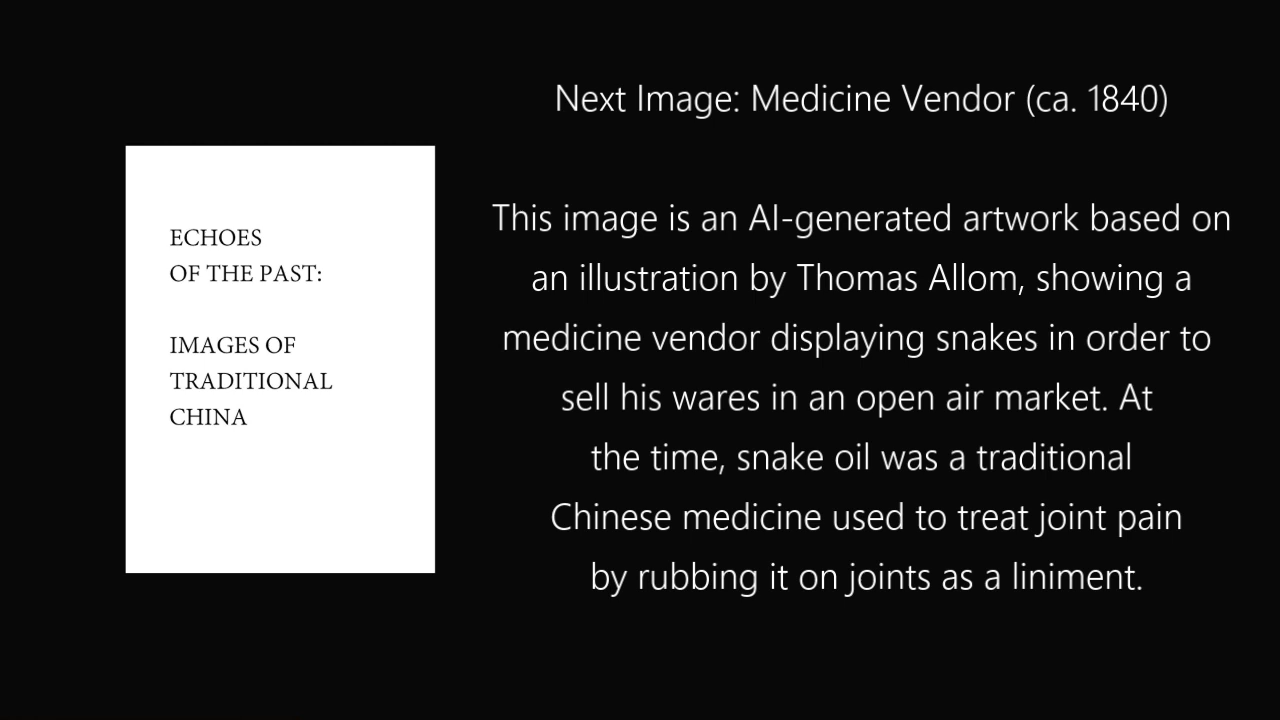 ECHOES
OF THE PAST:
IMAGES OF
TRADITIONAL
CHINA
Next Image: Medicine Vendor (ca. 1840)
This image is an AI-generated artwork based on
an illustration by Thomas Allom, showing a
medicine vendor displaying snakes in order to
sell his wares in an open air market. At
the time, snake oil was a traditional
Chinese medicine used to treat joint pain
by rubbing it on joints as a liniment.